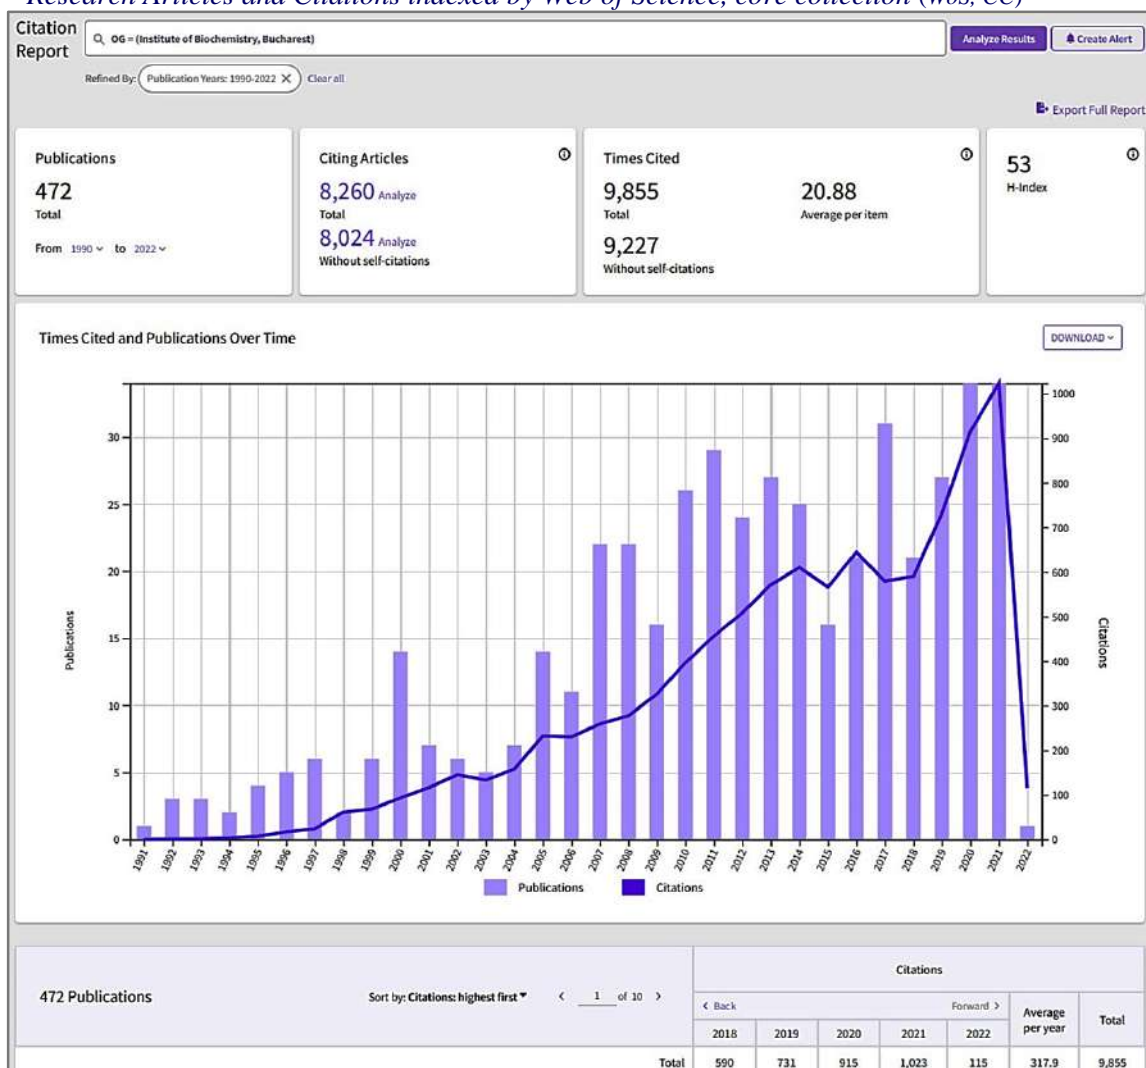 Research Articles and Citations indexed by Web of Science, core collection (wos, CC)
Citation Report
OG = (Institute of Biochemistry, Bucharest)
Analyze Results
Create Alert
Refined By: Publication Years: 1990-2022 × Clear all
Export Full Report
Publications
472
Total
From 1990 to 2022
Citing Articles
8,260 Analyze
Total
8,024 Analyze
Without self-citations
Times Cited
9,855
Total
20.88
Average per item
9,227
Without self-citations
53
H-Index
Times Cited and Publications Over Time
DOWNLOAD
30
25
20
15
10
5
0
Publications
1000
900
800
700
600
500
400
300
200
100
0
Citations
1991 1992 1993 1994 1995 1996 1997 1998 1999 2000 2001 2002 2003 2004 2005 2006 2007 2008 2009 2010 2011 2012 2013 2014 2015 2016 2017 2018 2019 2020 2021 2022
Publications Citations
472 Publications
Sort by: Citations: highest first
< 1 of 10 >
Citations
< Back Forward >
Average per year
Total
2018 2019 2020 2021 2022
Total 590 731 915 1,023 115 317.9 9,855